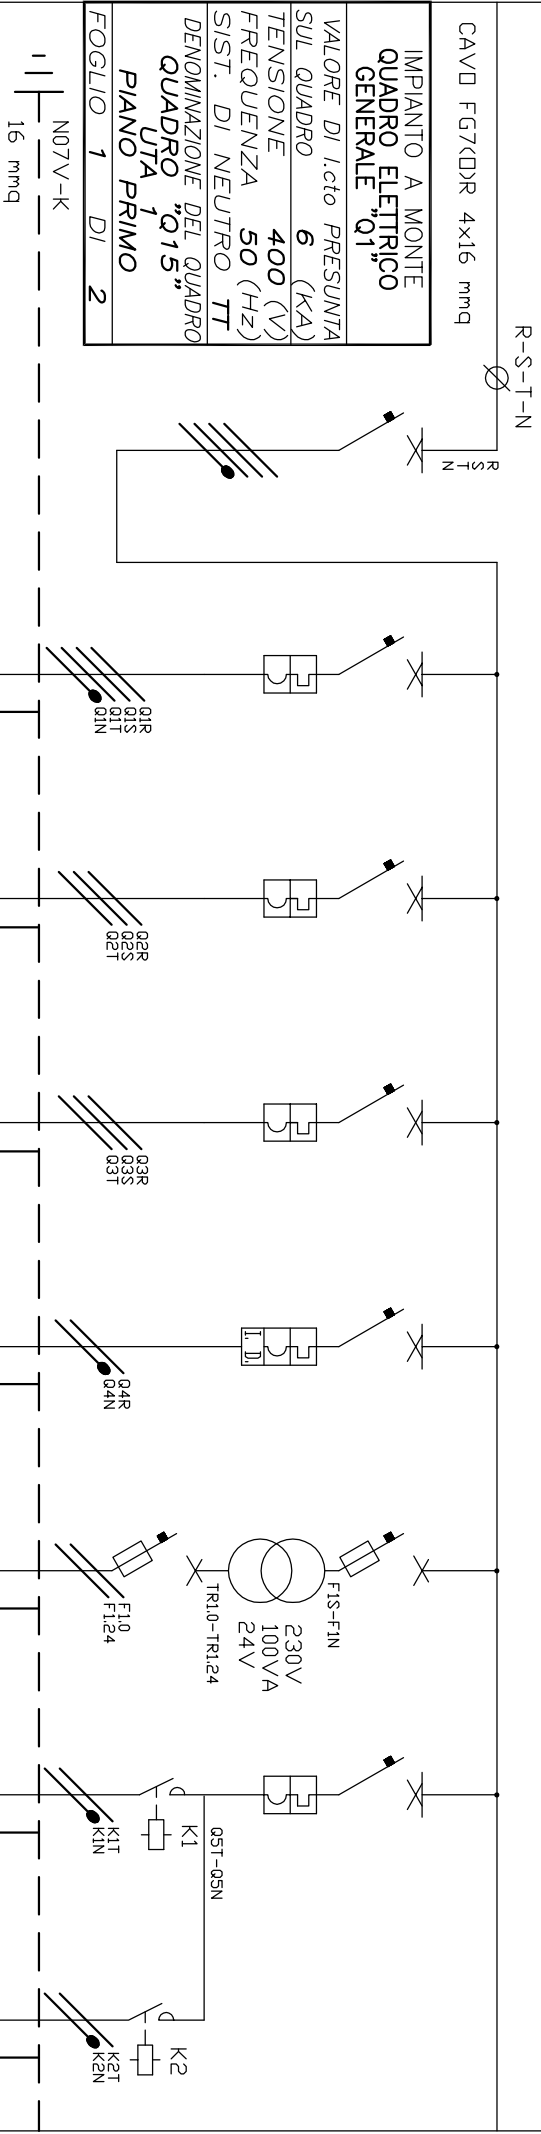 R-S-T-N
CAVO FG7(O)R 4x16 mmq
IMPIANTO A MONTE
QUADRO ELETTRICO
GENERALE "Q1"
VALORE DI I.cto PRESUNTA
SUL QUADRO 6 (KA)
TENSIONE 400 (V)
FREQUENZA 50 (Hz)
SIST. DI NEUTRO TT
DENOMINAZIONE DEL QUADRO
QUADRO "Q15"
UTA 1
PIANO PRIMO
FOGLIO 1 DI 2
N07V-K
16 mmq
R
S
T
N
Q1R
Q1S
Q1T
Q1N
Q2R
Q2S
Q2T
Q3R
Q3S
Q3T
I. D.
Q4R
Q4N
F1S-F1N
230V
100VA
24V
TR1.0-TR1.24
F1.0
F1.24
Q5T-Q5N
K1
K1T
K1N
K2
K2T
K2N